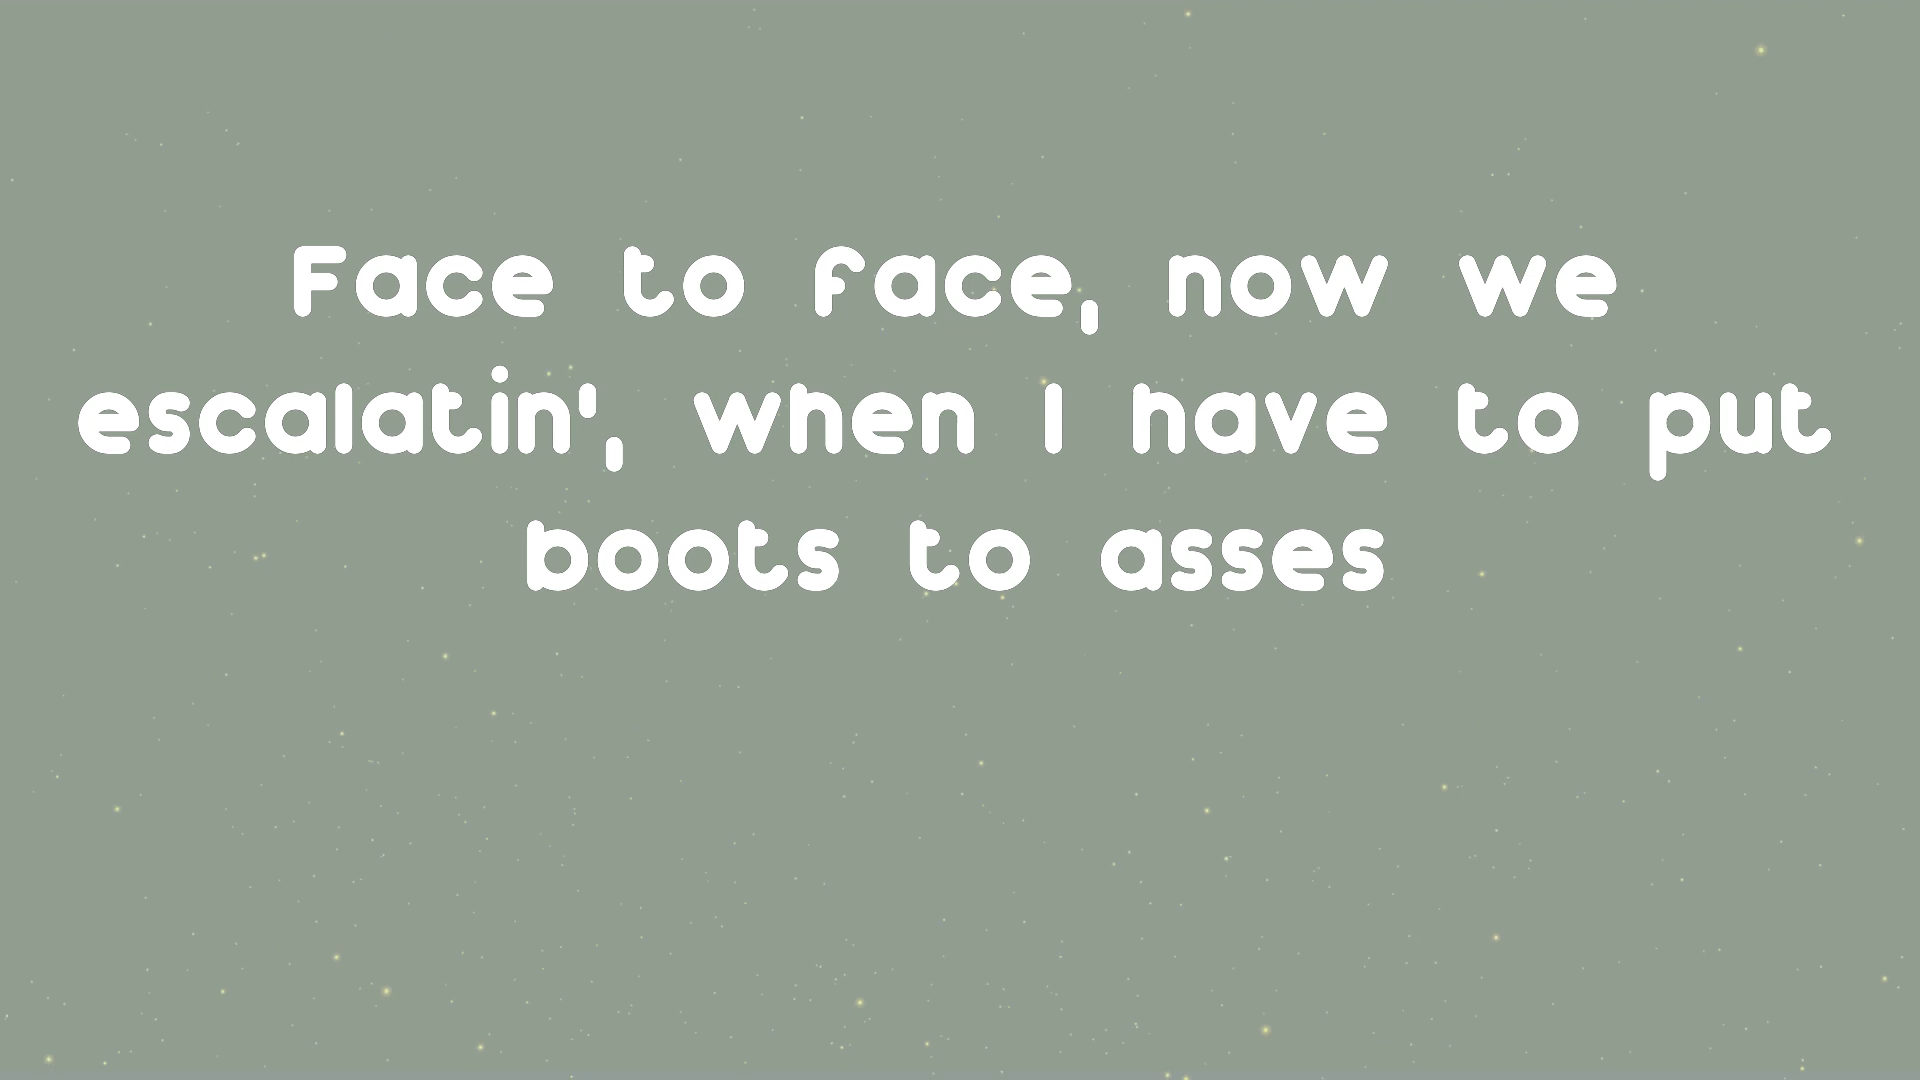 Face to face, now we
escalatin', when I have to put
boots to asses